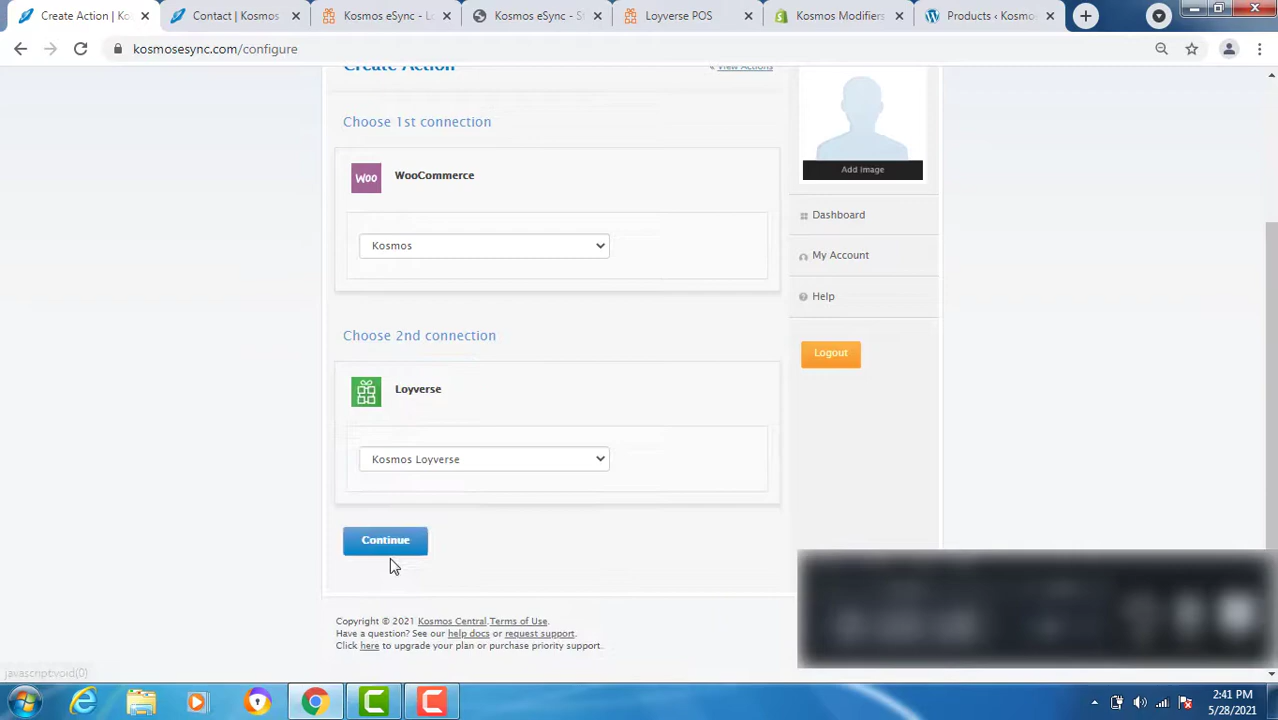 Create Action | Ko
Contact | Kosmos
Kosmos eSync - Lo
Kosmos eSync - S
Loyverse POS
Kosmos Modifiers
Products ‹ Kosmo
kosmosesync.com/configure
Create Action
« View Actions
Choose 1st connection
WOO
WooCommerce
Kosmos
Choose 2nd connection
Loyverse
Kosmos Loyverse
Continue
Add Image
Dashboard
My Account
Help
Logout
Copyright © 2021 Kosmos Central.Terms of Use.
Have a question? See our help docs or request support.
Click here to upgrade your plan or purchase priority support.
javascript:void(0)
2:41 PM
5/28/2021